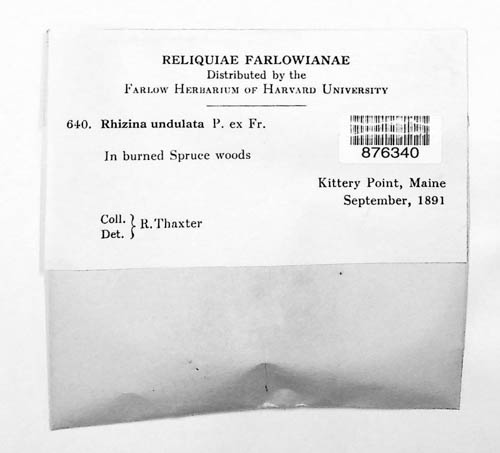 RELIQUIAE FARLOWIANAE
Distributed by the
FARLOW HERBARIUM OF HARVARD UNIVERSITY
640. Rhizina undulata P. ex Fr.
876340
In burned Spruce woods
Kittery Point, Maine
September, 1891
Coll. } R. Thaxter
Det.